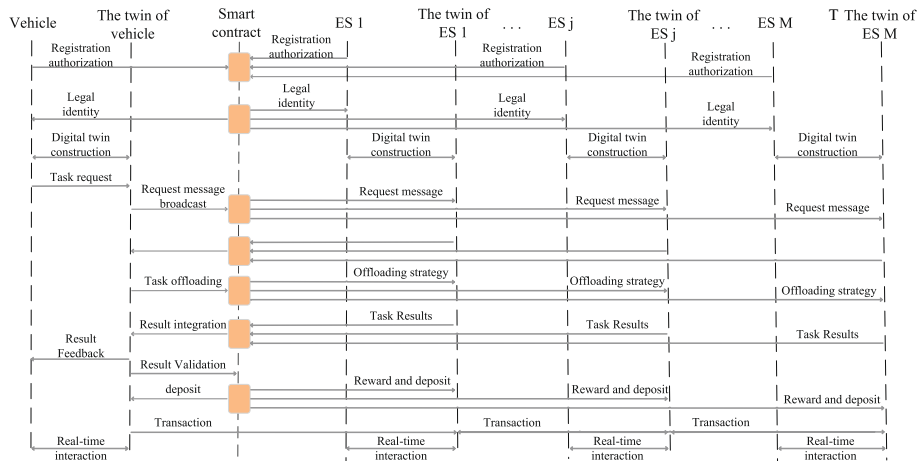 Vehicle
The twin of
vehicle
Smart
contract
ES 1
The twin of
ES 1
. . .
ES j
The twin of
ES j
. . .
ES M
T The twin of
ES M
Registration
authorization
Registration
authorization
Registration
authorization
Registration
authorization
Legal
identity
Legal
identity
Legal
identity
Legal
identity
Digital twin
construction
Digital twin
construction
Digital twin
construction
Digital twin
construction
Task request
Request message
broadcast
Request message
Request message
Request message
Task offloading
Offloading strategy
Offloading strategy
Offloading strategy
Result integration
Task Results
Task Results
Task Results
Result
Feedback
Result Validation
deposit
Reward and deposit
Reward and deposit
Reward and deposit
Transaction
Transaction
Transaction
Real-time
interaction
Real-time
interaction
Real-time
interaction
Real-time
interaction